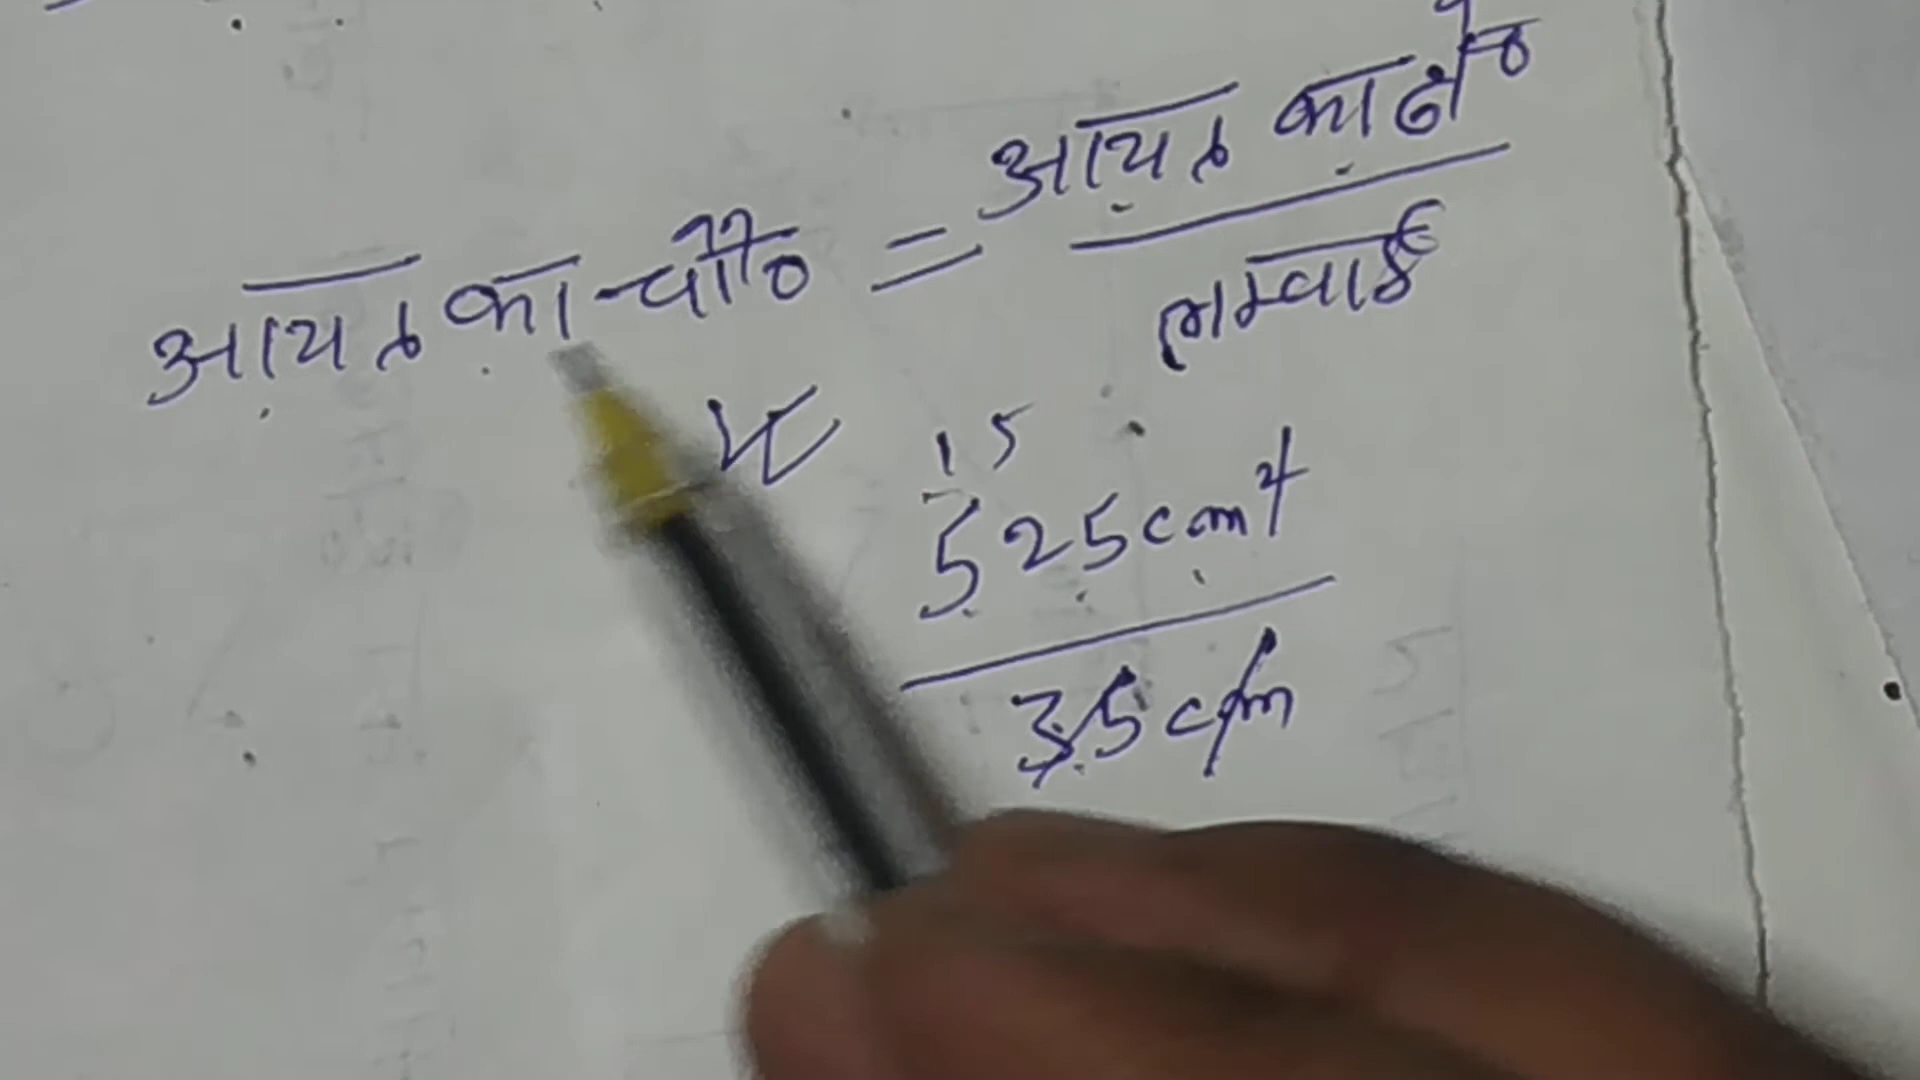 आयत का चौ० = आयत का क्षे०
लम्बाई
15
525cm²
35cm